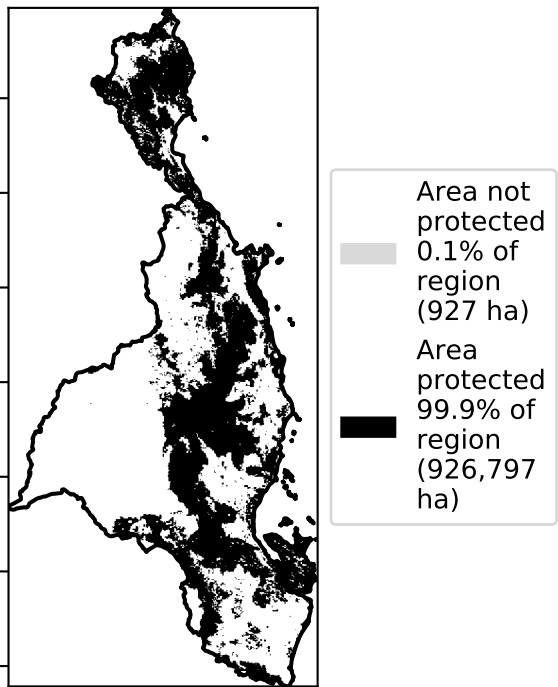 Area not
protected
0.1% of
region
(927 ha)
Area
protected
99.9% of
region
(926,797
ha)